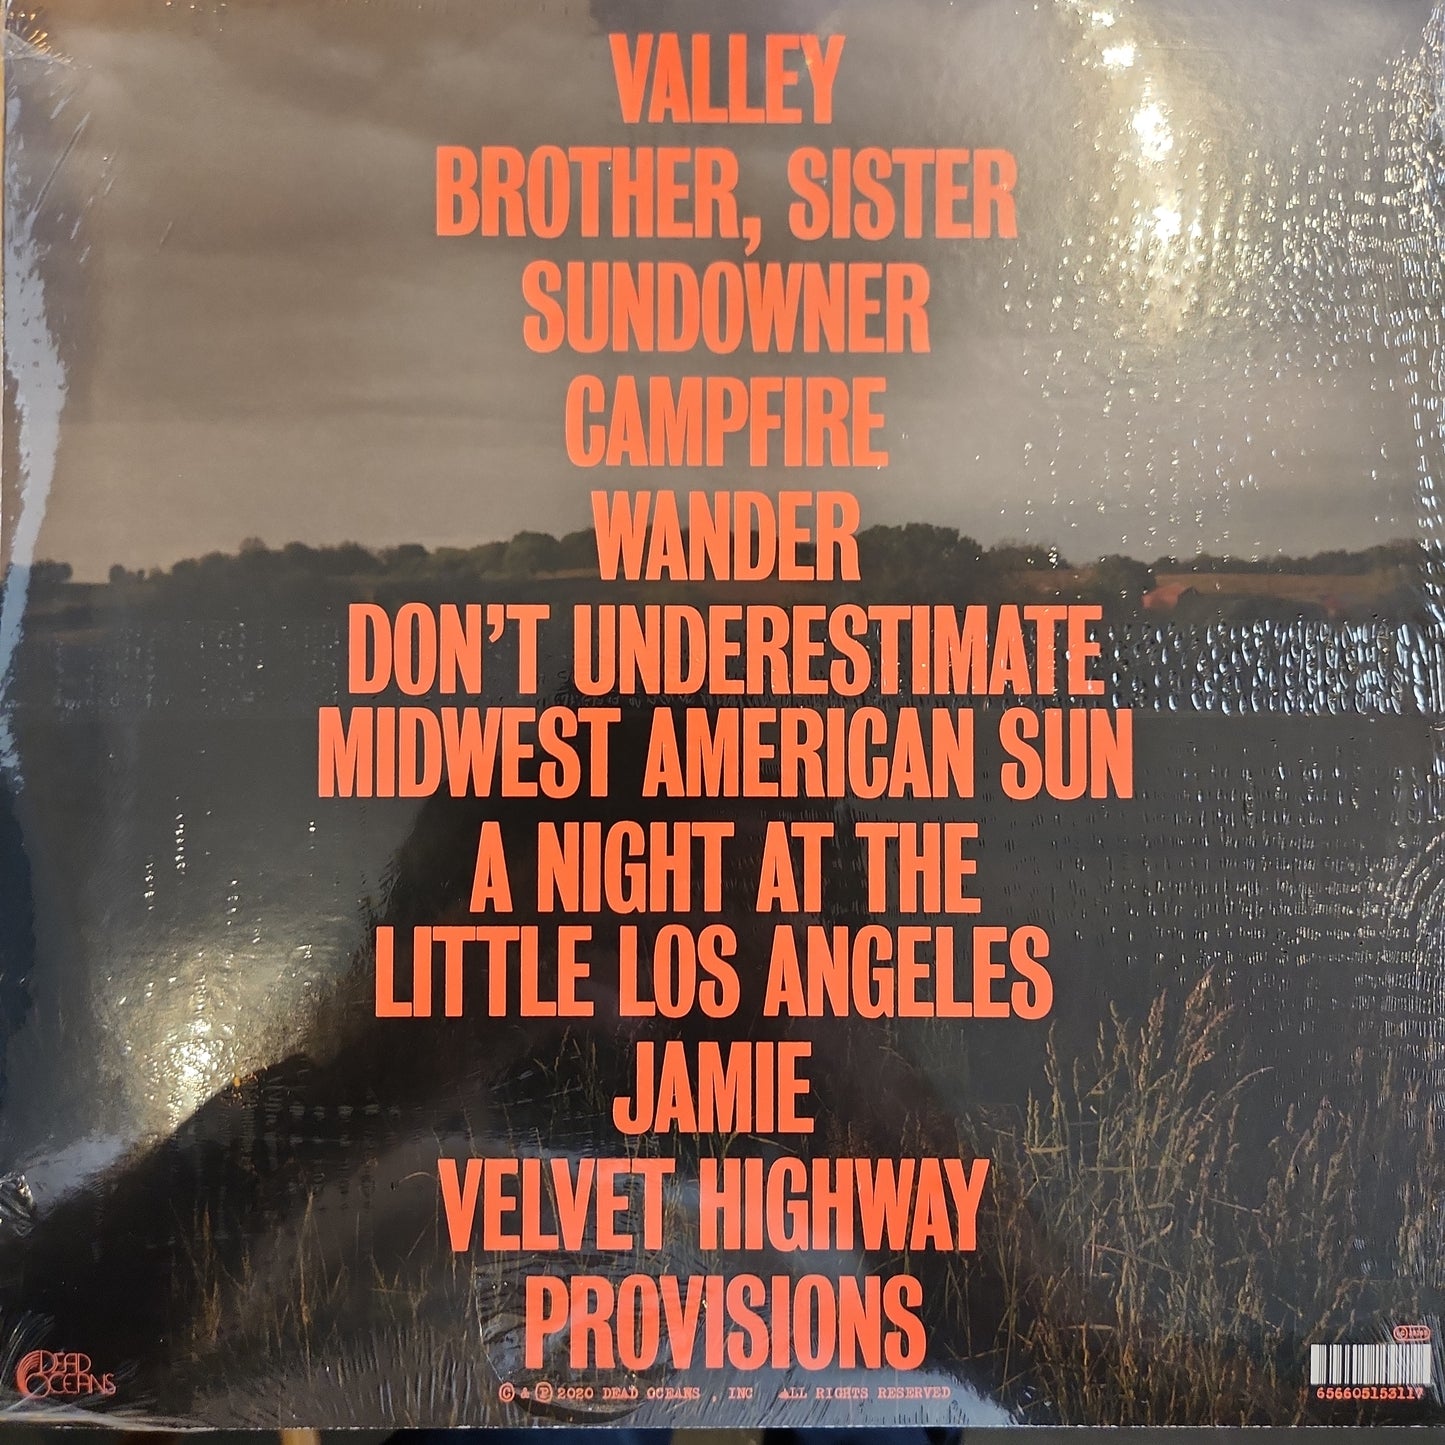 VALLEY
BROTHER, SISTER
SUNDOWNER
CAMPFIRE
WANDER
DON'T UNDERESTIMATE
MIDWEST AMERICAN SUN
A NIGHT AT THE
LITTLE LOS ANGELES
JAMIE
VELVET HIGHWAY
PROVISIONS
DEAD
OCEANS
© & ℗ 2020 DEAD OCEANS , INC ALL RIGHTS RESERVED
656605153117